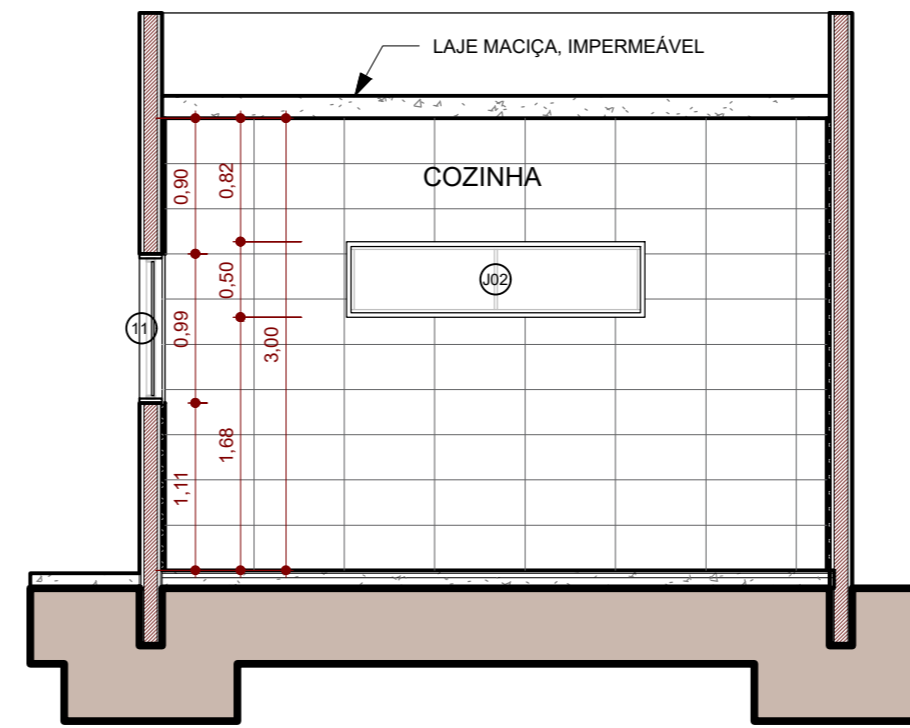 LAJE MACIÇA, IMPERMEÁVEL
COZINHA
0,90
0,82
0,50
J02
11
0,99
3,00
1,68
1,11